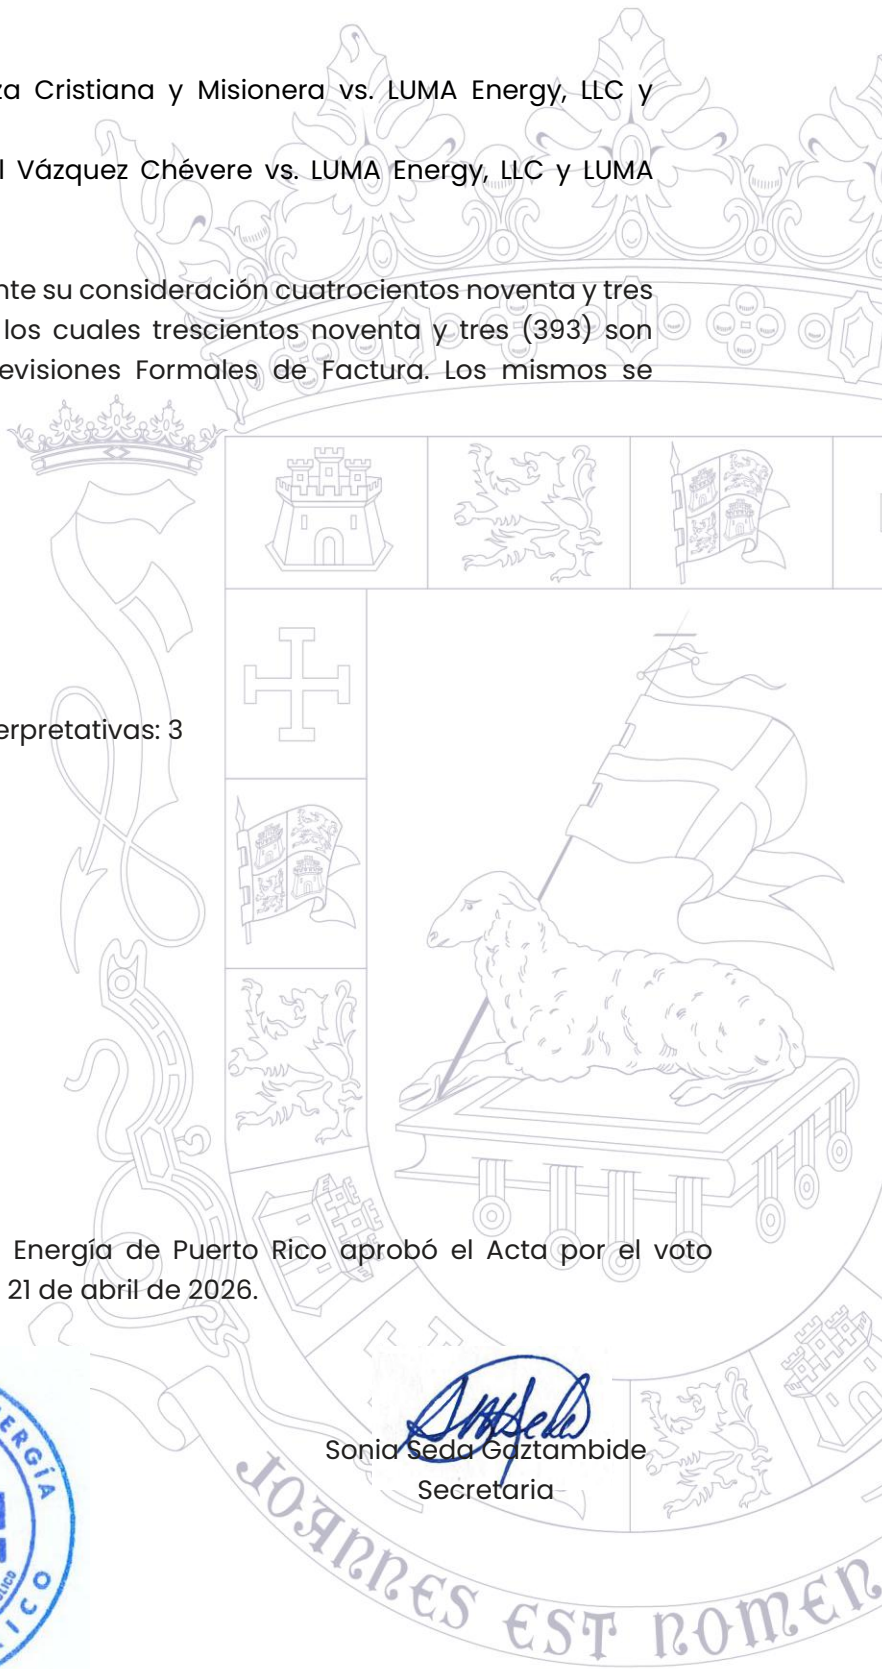 za Cristiana y Misionera vs. LUMA Energy, LLC y
l Vázquez Chévere vs. LUMA Energy, LLC y LUMA
nte su consideración cuatrocientos noventa y tres
los cuales trescientos noventa y tres (393) son
evisiones Formales de Factura. Los mismos se
erpretativas: 3
Energía de Puerto Rico aprobó el Acta por el voto
21 de abril de 2026.
ERGÍA
Sonia Seda Gaztambide
Secretaria
ICO
JOANNES EST NOMEN